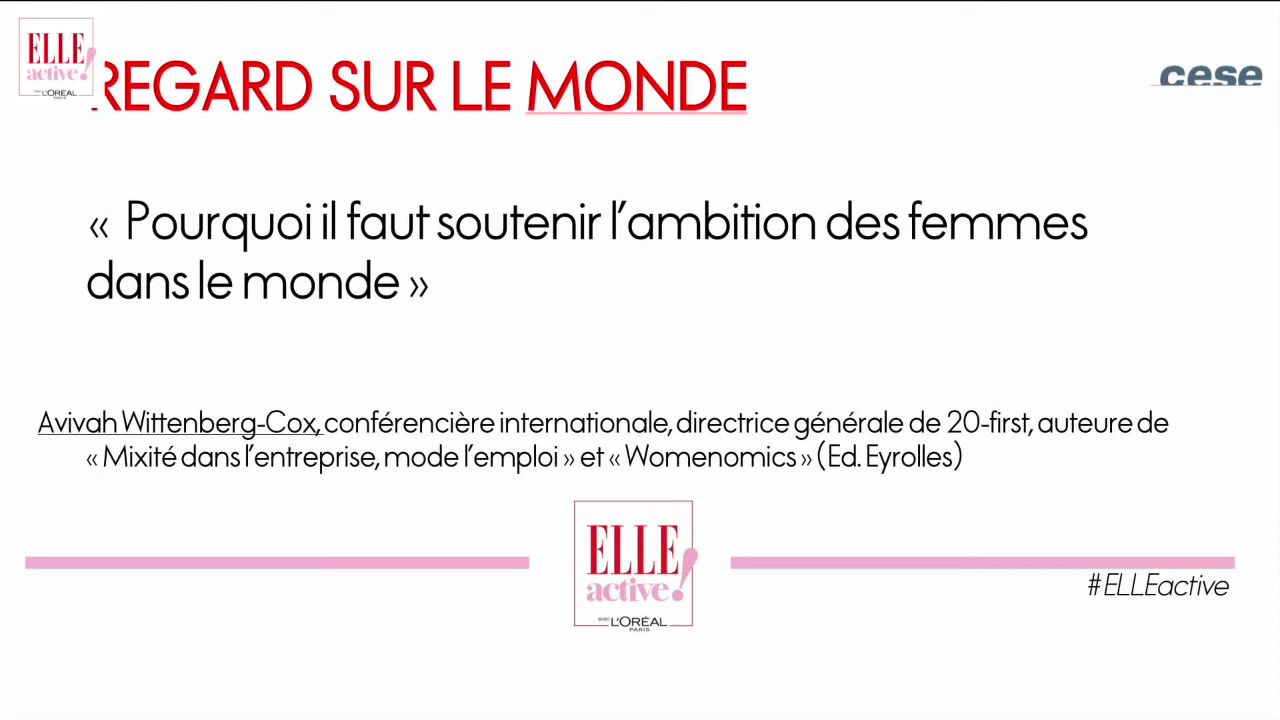 ELLE
active!
avec L'ORÉAL
PARIS
REGARD SUR LE MONDE
cese
« Pourquoi il faut soutenir l'ambition des femmes
dans le monde »
Avivah Wittenberg-Cox, conférencière internationale, directrice générale de 20-first, auteure de
« Mixité dans l'entreprise, mode l'emploi » et « Womenomics » (Ed. Eyrolles)
ELLE
active!
avec L'ORÉAL
PARIS
#ELLEactive